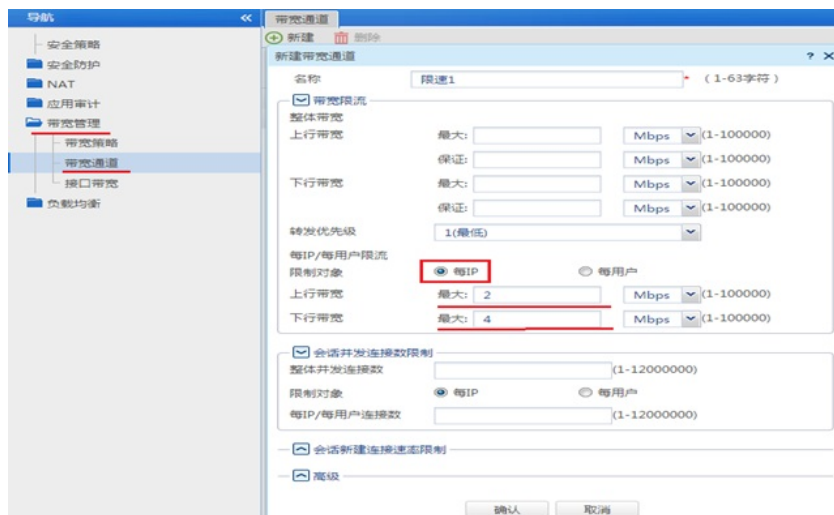 导航
安全策略
安全防护
NAT
应用审计
带宽管理
带宽策略
带宽通道
接口带宽
负载均衡
带宽通道
新建 删除
新建带宽通道 ?
名称 限速1 * (1-63字符)
带宽限流
整体带宽
上行带宽 最大: Mbps (1-100000)
保证: Mbps (1-100000)
下行带宽 最大: Mbps (1-100000)
保证: Mbps (1-100000)
转发优先级 1(最低)
每IP/每用户限流
限制对象 每IP 每用户
上行带宽 最大: 2 Mbps (1-100000)
下行带宽 最大: 4 Mbps (1-100000)
会话并发连接数限制
整体并发连接数 (1-12000000)
限制对象 每IP 每用户
每IP/每用户连接数 (1-12000000)
会话新建连接速率限制
高级
确认 取消